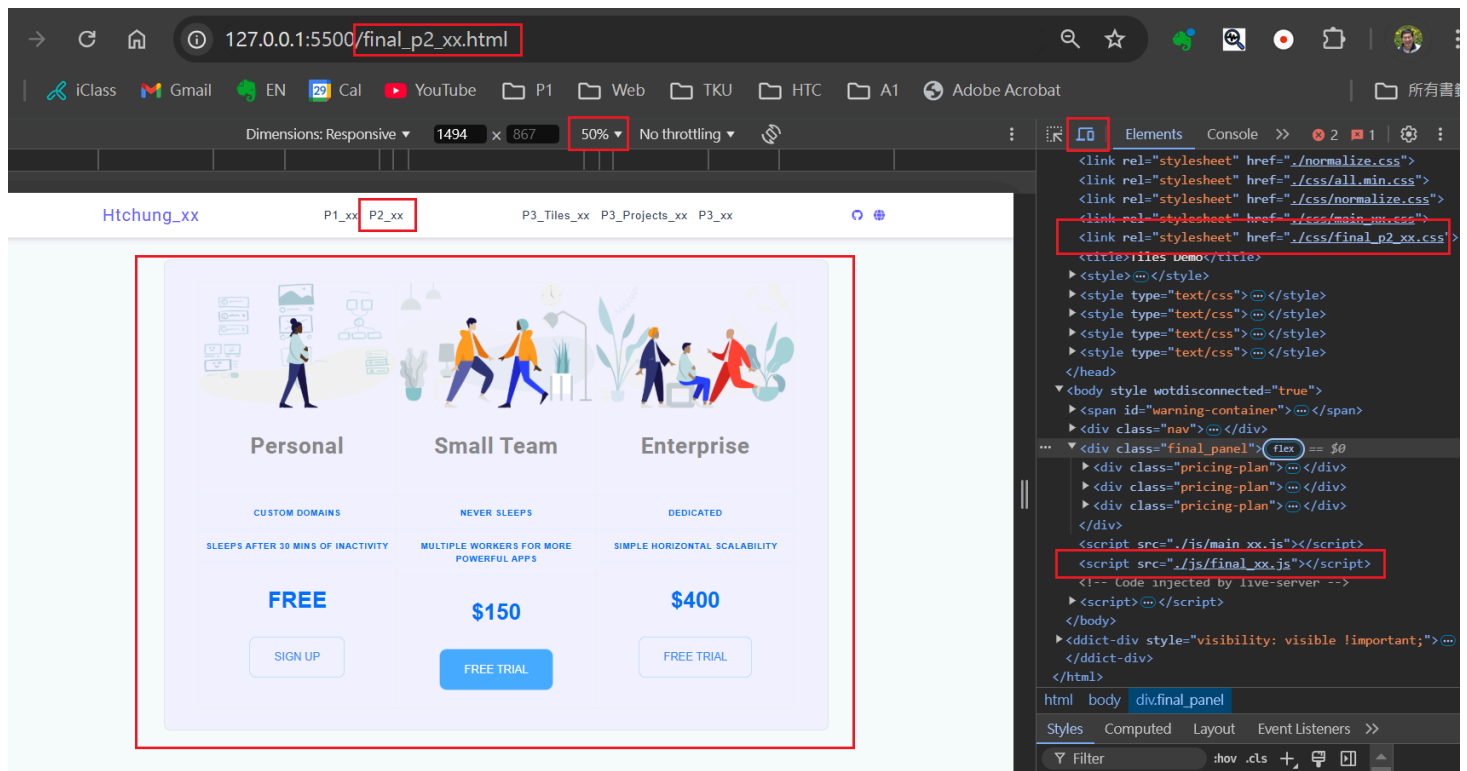 127.0.0.1:5500/final_p2_xx.html
iClass Gmail EN 29 Cal YouTube P1 Web TKU HTC A1 Adobe Acrobat 所有書
Dimensions: Responsive ▼ 1494 × 867 50% ▼ No throttling ▼
Elements Console >> 2 1
Htchung_xx P1_xx P2_xx P3_Tiles_xx P3_Projects_xx P3_xx
Personal Small Team Enterprise
CUSTOM DOMAINS NEVER SLEEPS DEDICATED
SLEEPS AFTER 30 MINS OF INACTIVITY MULTIPLE WORKERS FOR MORE POWERFUL APPS SIMPLE HORIZONTAL SCALABILITY
FREE $150 $400
SIGN UP FREE TRIAL FREE TRIAL
<link rel="stylesheet" href="./normalize.css">
<link rel="stylesheet" href="./css/all.min.css">
<link rel="stylesheet" href="./css/normalize.css">
<link rel="stylesheet" href="./css/main_xx.css">
<link rel="stylesheet" href="./css/final_p2_xx.css">
<title>Tiles Demo</title>
▶<style>…</style>
▶<style type="text/css">…</style>
▶<style type="text/css">…</style>
▶<style type="text/css">…</style>
▶<style type="text/css">…</style>
</head>
▼<body style wotdisconnected="true">
▶<span id="warning-container">…</span>
▶<div class="nav">…</div>
… ▼<div class="final_panel"> flex == $0
▶<div class="pricing-plan">…</div>
▶<div class="pricing-plan">…</div>
▶<div class="pricing-plan">…</div>
</div>
<script src="./js/main_xx.js"></script>
<script src="./js/final_xx.js"></script>
<!-- Code injected by live-server -->
▶<script>…</script>
</body>
▶<ddict-div style="visibility: visible !important;">…
</ddict-div>
</html>
html body div.final_panel
Styles Computed Layout Event Listeners >>
Filter :hov .cls +